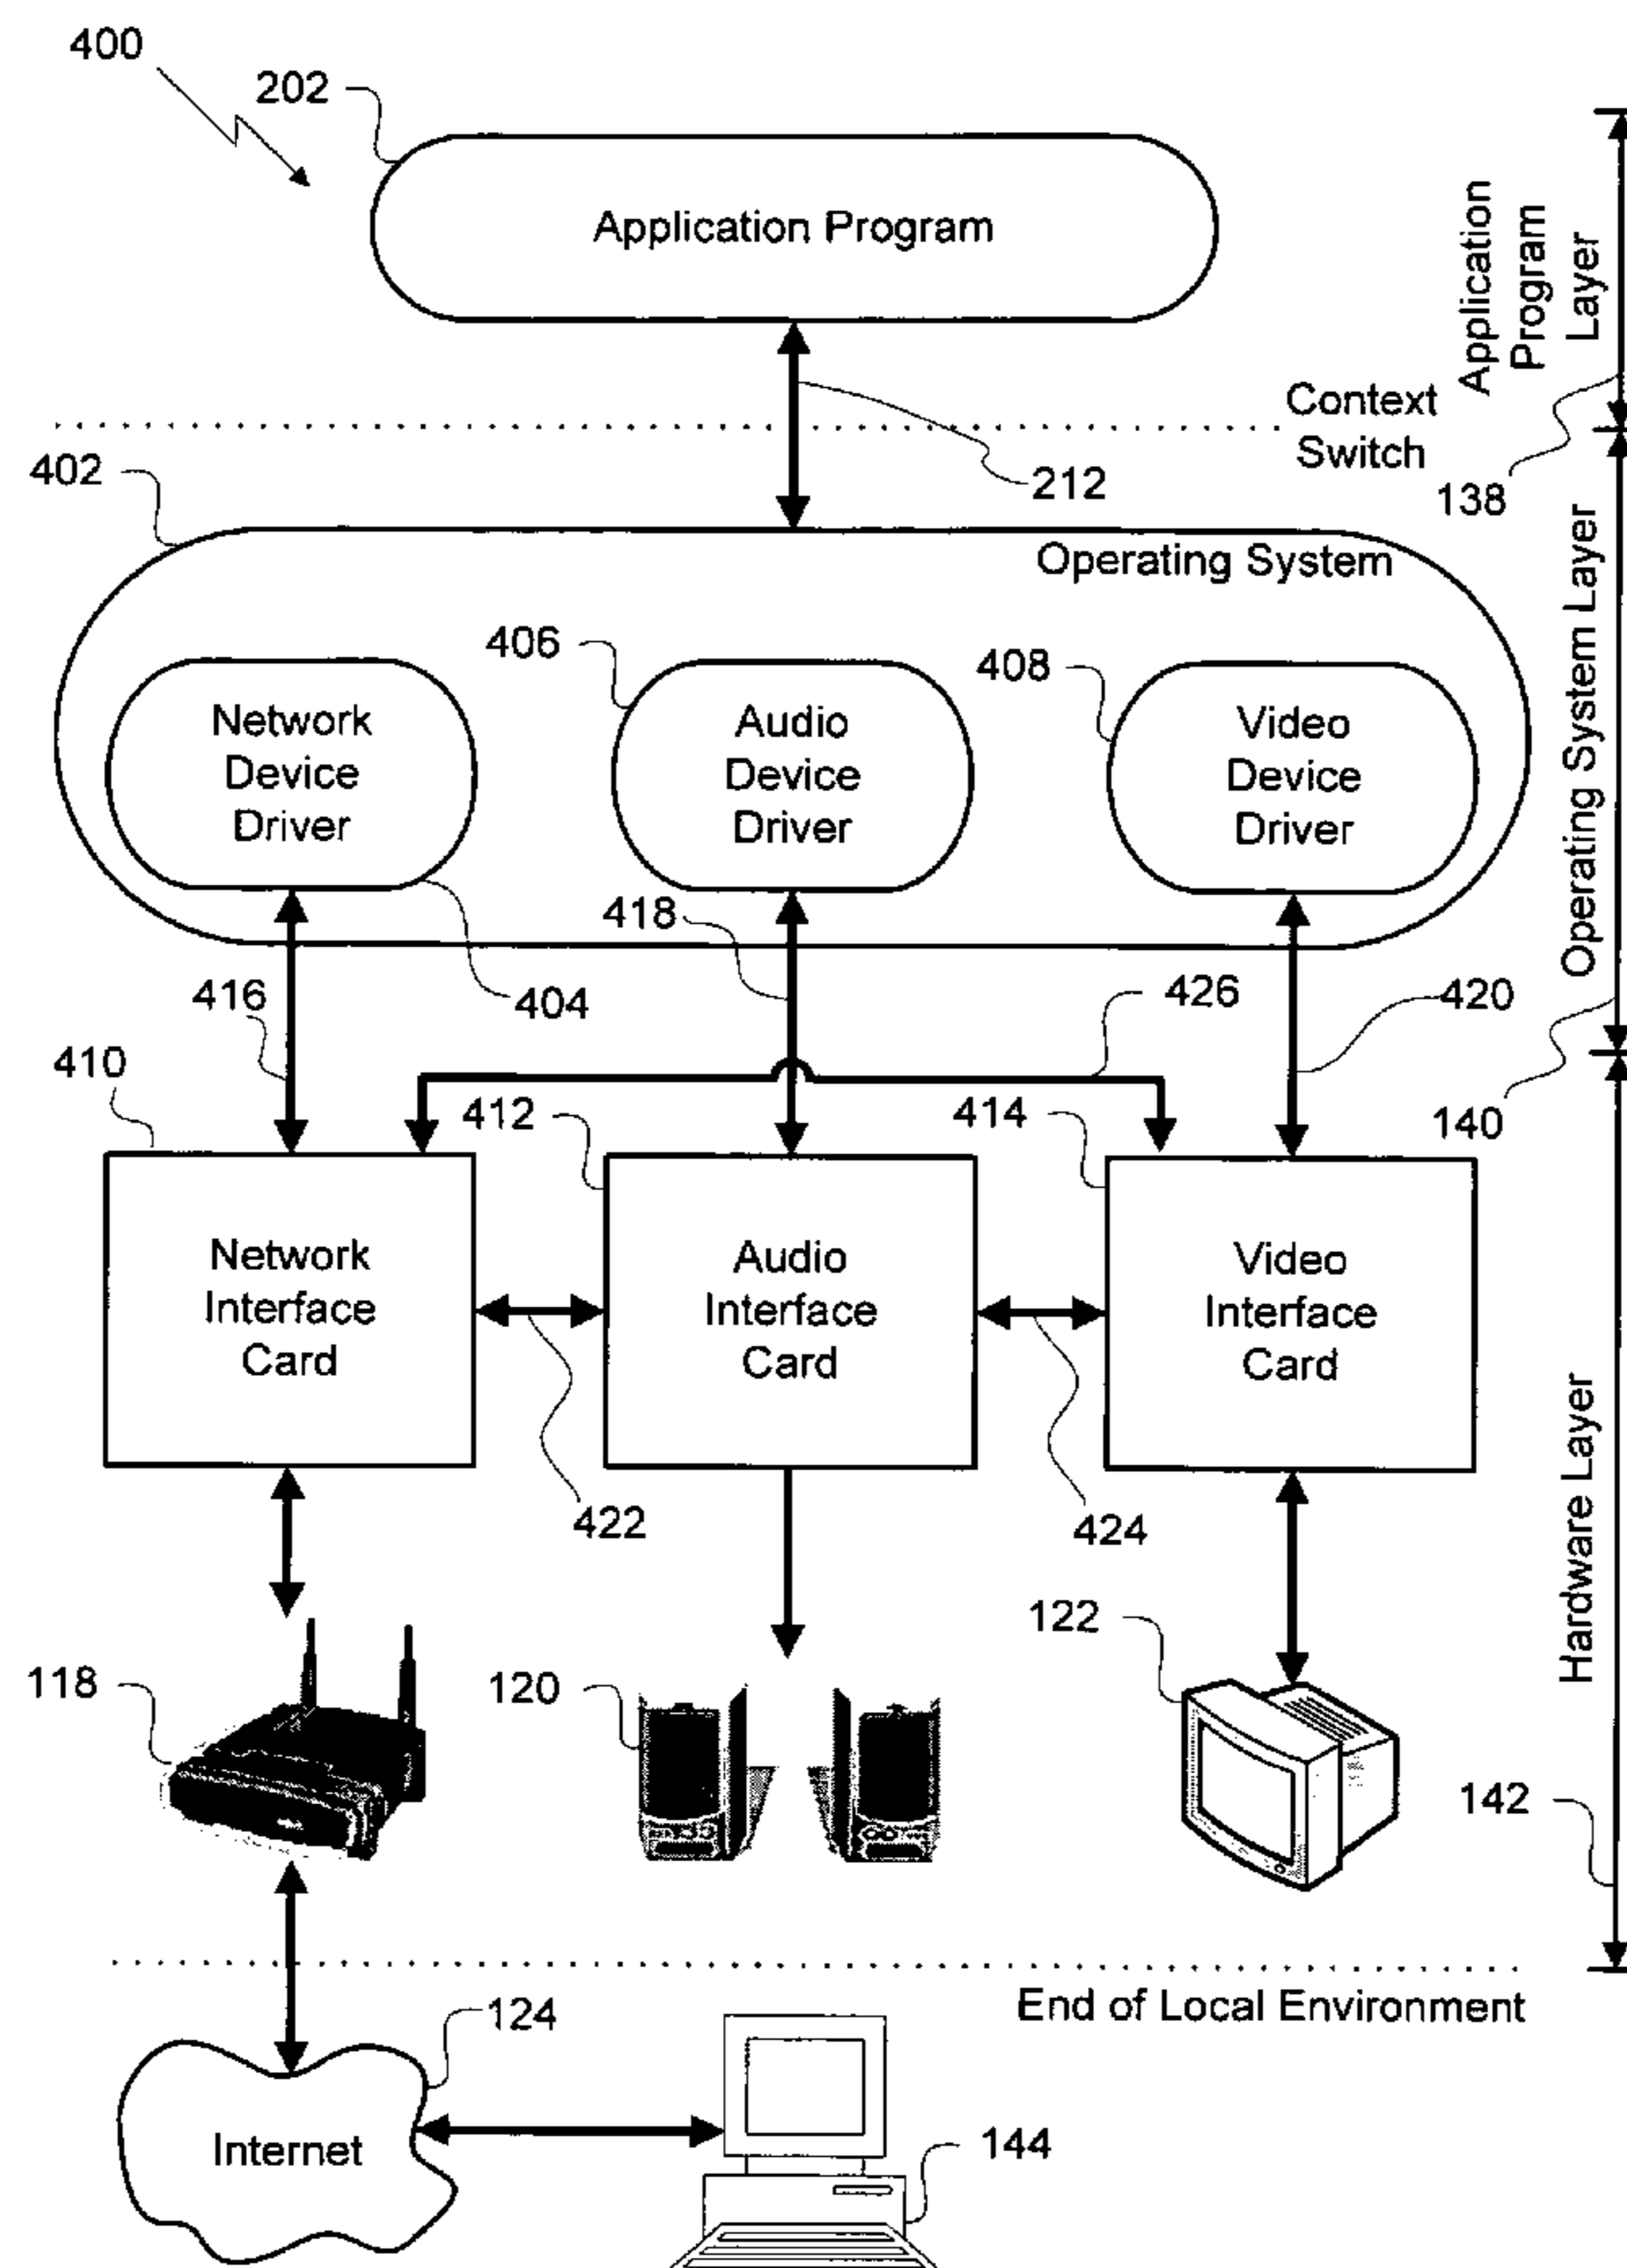 400
202
Application Program
Application
Program
Layer
Context
Switch
212
138
402
Operating System
406
408
Network
Device
Driver
Audio
Device
Driver
Video
Device
Driver
Operating System Layer
418
416
404
426
420
410
412
414
140
Network
Interface
Card
Audio
Interface
Card
Video
Interface
Card
422
424
Hardware Layer
118
120
122
142
End of Local Environment
124
Internet
144